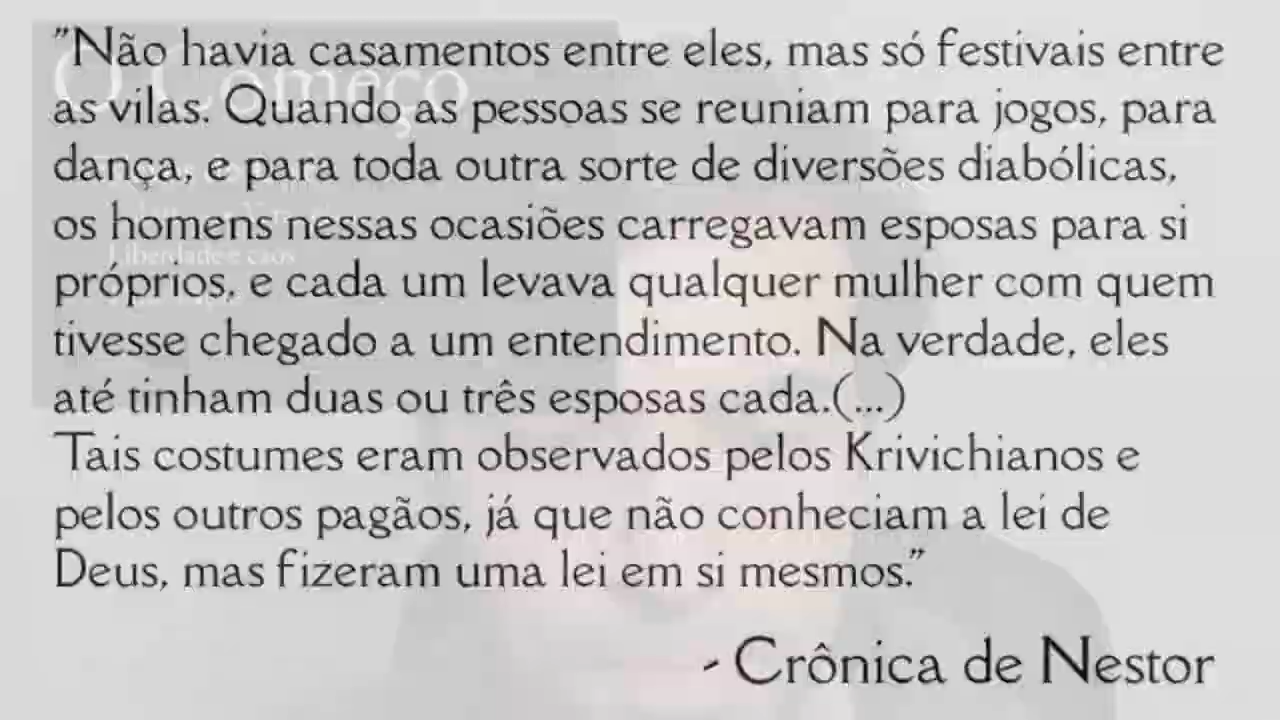 "Não havia casamentos entre eles, mas só festivais entre
as vilas. Quando as pessoas se reuniam para jogos, para
dança, e para toda outra sorte de diversões diabólicas,
os homens nessas ocasiões carregavam esposas para si
próprios, e cada um levava qualquer mulher com quem
tivesse chegado a um entendimento. Na verdade, eles
até tinham duas ou três esposas cada.(...)
Tais costumes eram observados pelos Krivichianos e
pelos outros pagãos, já que não conheciam a lei de
Deus, mas fizeram uma lei em si mesmos."
- Crônica de Nestor
O Começo
Liberdade e caos